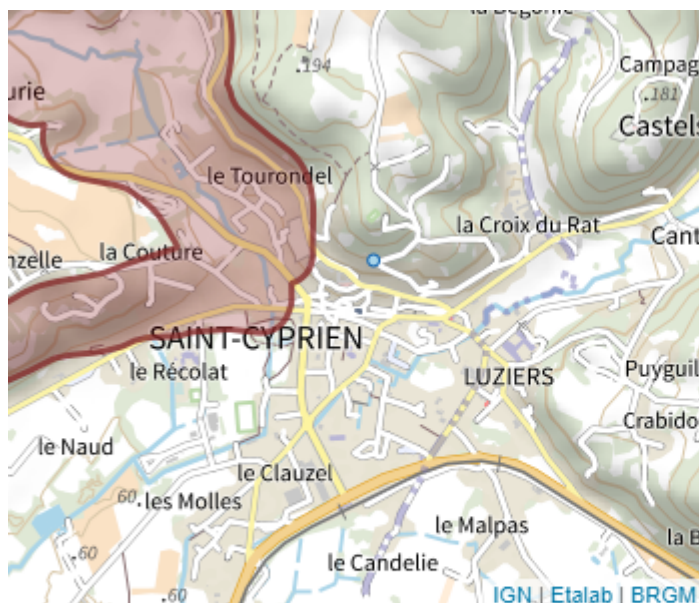 la Bégonie
194
Campag
urie
181
Castels
le Tourondel
la Croix du Rat
la Couture
Cant
nzelle
SAINT-CYPRIEN
le Récolat
LUZIERS
Puyguil
Crabido
le Naud
le Clauzel
60
les Molles
le Malpas
la B
60
le Candelie
60
IGN | Etalab | BRGM